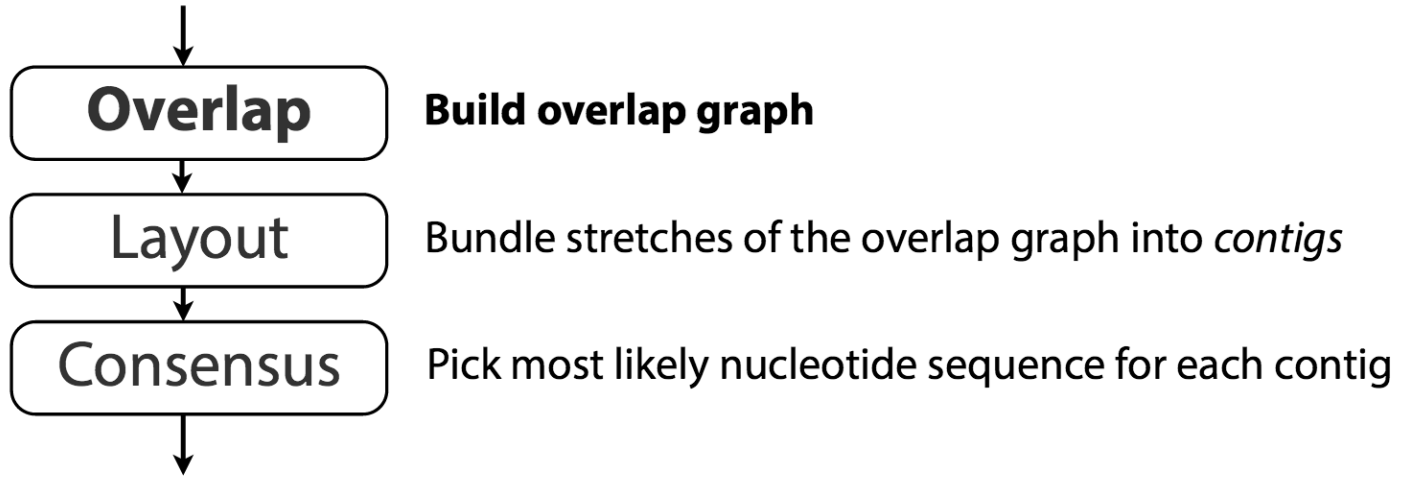 Overlap Build overlap graph
Layout Bundle stretches of the overlap graph into contigs
Consensus Pick most likely nucleotide sequence for each contig